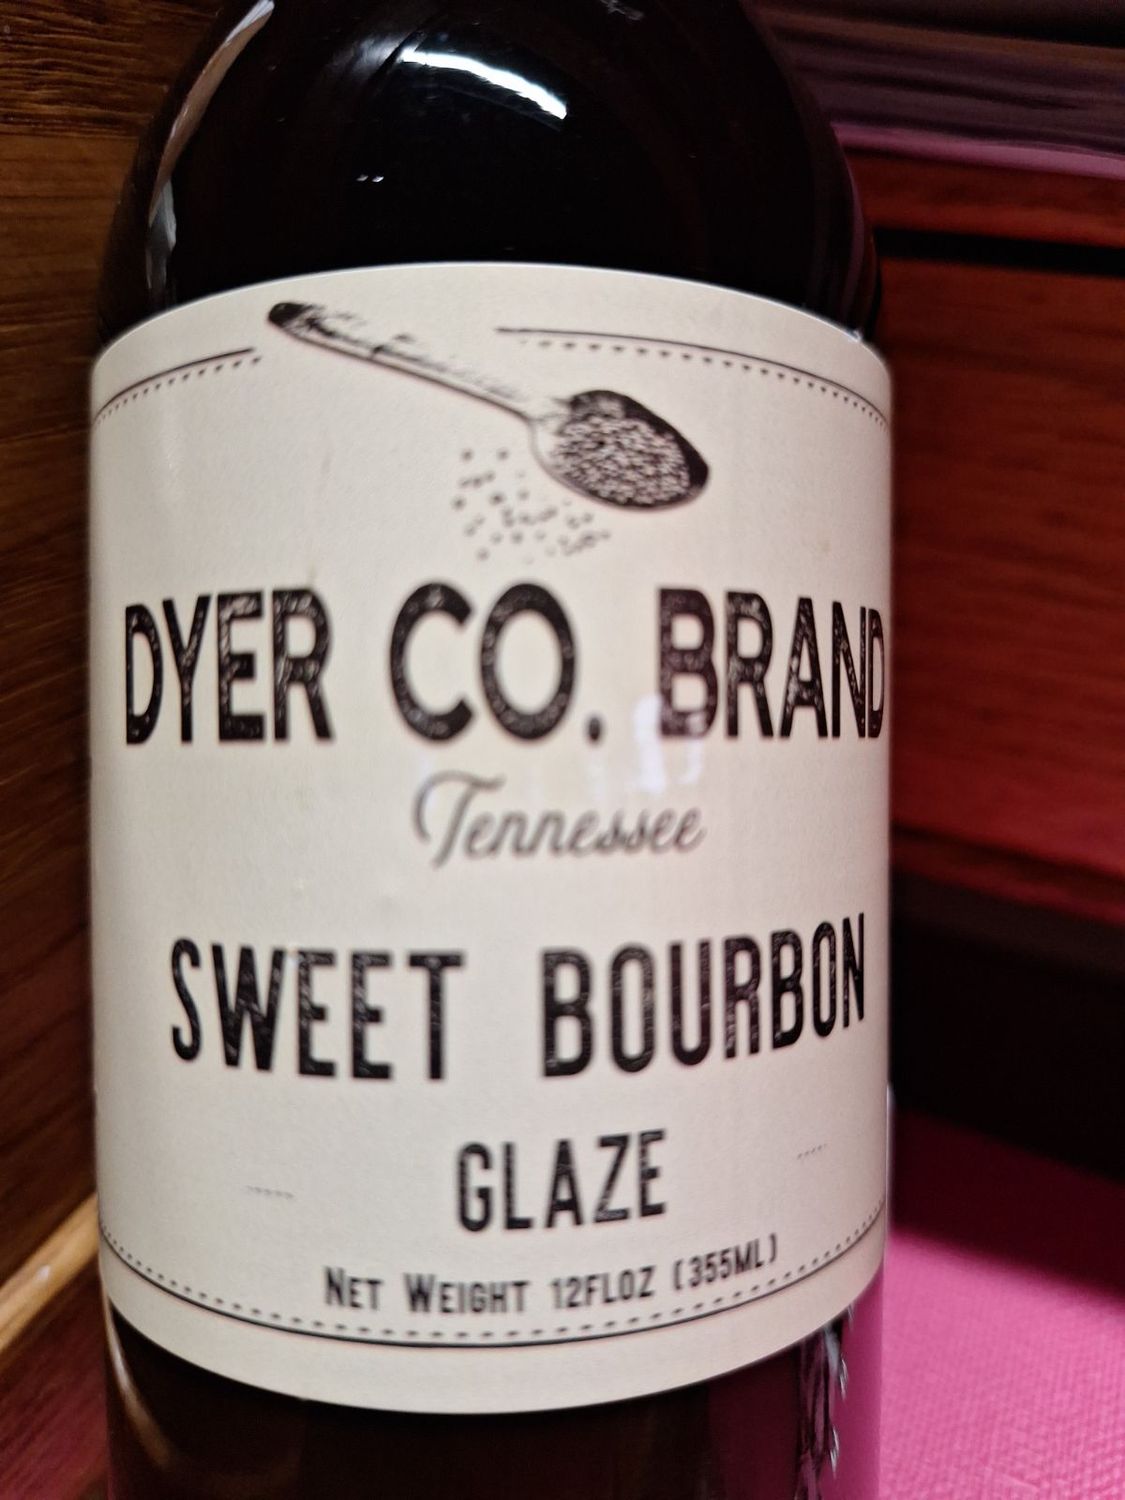 DYER CO. BRAND
Tennessee
SWEET BOURBON
GLAZE
NET WEIGHT 12FLOZ (355ML)